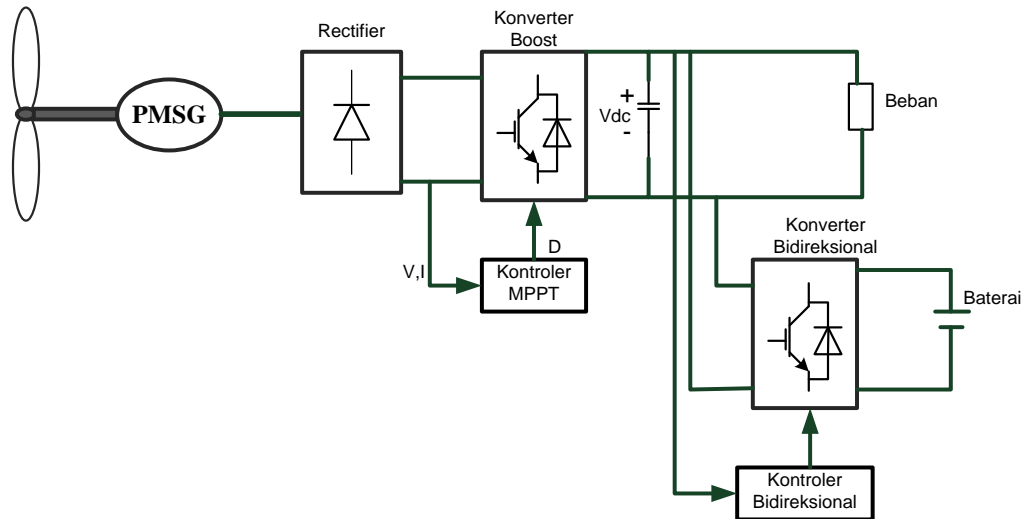 Rectifier
Konverter
Boost
PMSG
+
Vdc
-
Beban
D
V,I
Kontroler
MPPT
Konverter
Bidireksional
Baterai
Kontroler
Bidireksional